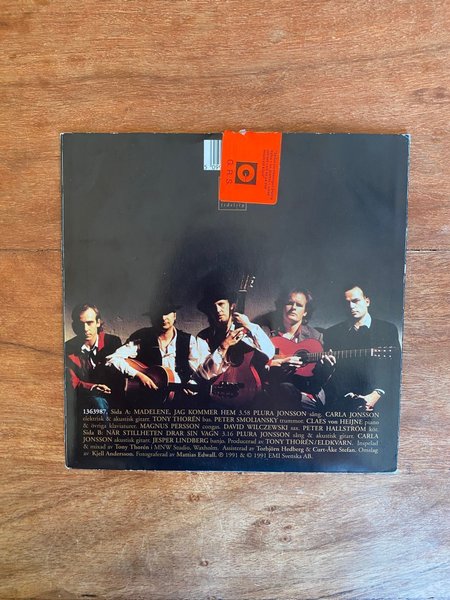 G R S
fidelity
1363987. Sida A: MADELENE, JAG KOMMER HEM 3.58 PLURA JONSSON sång. CARLA JONSSON
elektrisk & akustisk gitarr. TONY THORÉN bas. PETER SMOLIANSKY trummor. CLAES von HEIJNE piano
& övriga klaviaturer. MAGNUS PERSSON congas. DAVID WILCZEWSKI sax. PETER HALLSTRÖM kör.
Sida B: NÄR STILLHETEN DRAR SIN VAGN 3.16 PLURA JONSSON sång & akustisk gitarr. CARLA
JONSSON akustisk gitarr. JESPER LINDBERG banjo. Producerad av TONY THORÉN/ELDKVARN. Inspelad
& mixad av Tony Thorén i MNW Studio, Waxholm. Assisterad av Torbjörn Hedberg & Curt-Åke Stefan. Omslag
av Kjell Andersson. Fotograferad av Mattias Edwall. ℗ 1991 & © 1991 EMI Svenska AB.